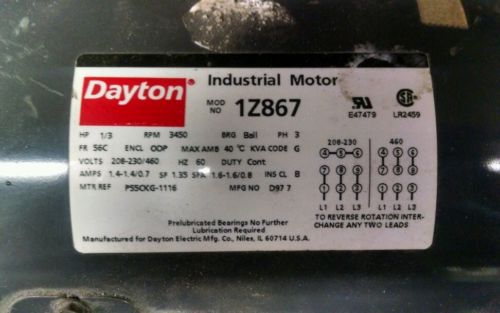 Dayton
Industrial Motor
MOD NO 1Z867
E47479 LR2459
HP 1/3 RPM 3450 BRG Ball PH 3
FR 56C ENCL ODP MAX AMB 40 °C KVA CODE G
VOLTS 208-230/460 HZ 60 DUTY Cont
AMPS 1.4-1.4/0.7 SF 1.35 SFA 1.6-1.6/0.8 INS CL B
MTR REF MFG NO D97 7
208-230 460
4 5 6 4 5 6
7 8 9 7 8 9
1 2 3 1 2 3
L1 L2 L3 L1 L2 L3
TO REVERSE ROTATION INTER-
CHANGE ANY TWO LEADS
Prelubricated Bearings No Further
Lubrication Required
Manufactured for Dayton Electric Mfg. Co., Niles, IL 60714 U.S.A.